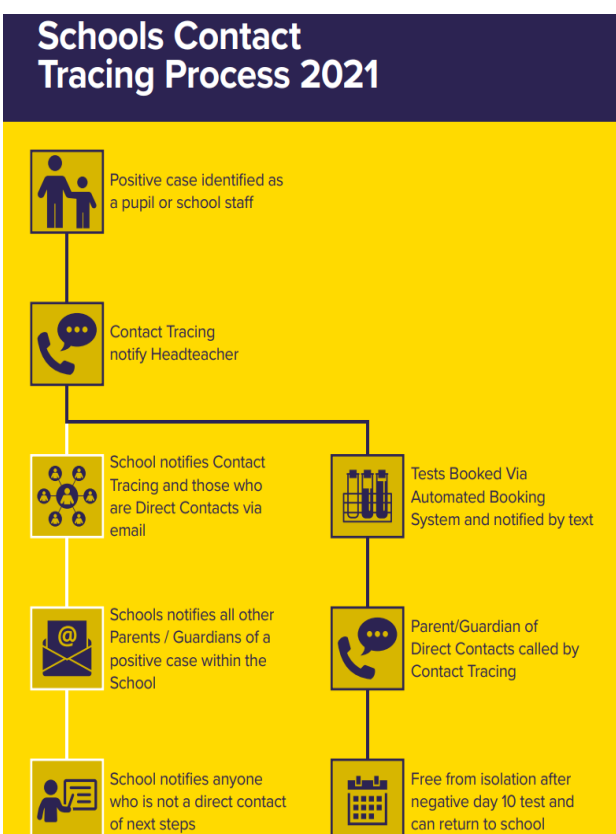 Schools Contact
Tracing Process 2021
Positive case identified as
a pupil or school staff
Contact Tracing
notify Headteacher
School notifies Contact
Tracing and those who
are Direct Contacts via
email
Tests Booked Via
Automated Booking
System and notified by text
@
Schools notifies all other
Parents / Guardians of a
positive case within the
School
Parent/Guardian of
Direct Contacts called by
Contact Tracing
School notifies anyone
who is not a direct contact
of next steps
Free from isolation after
negative day 10 test and
can return to school